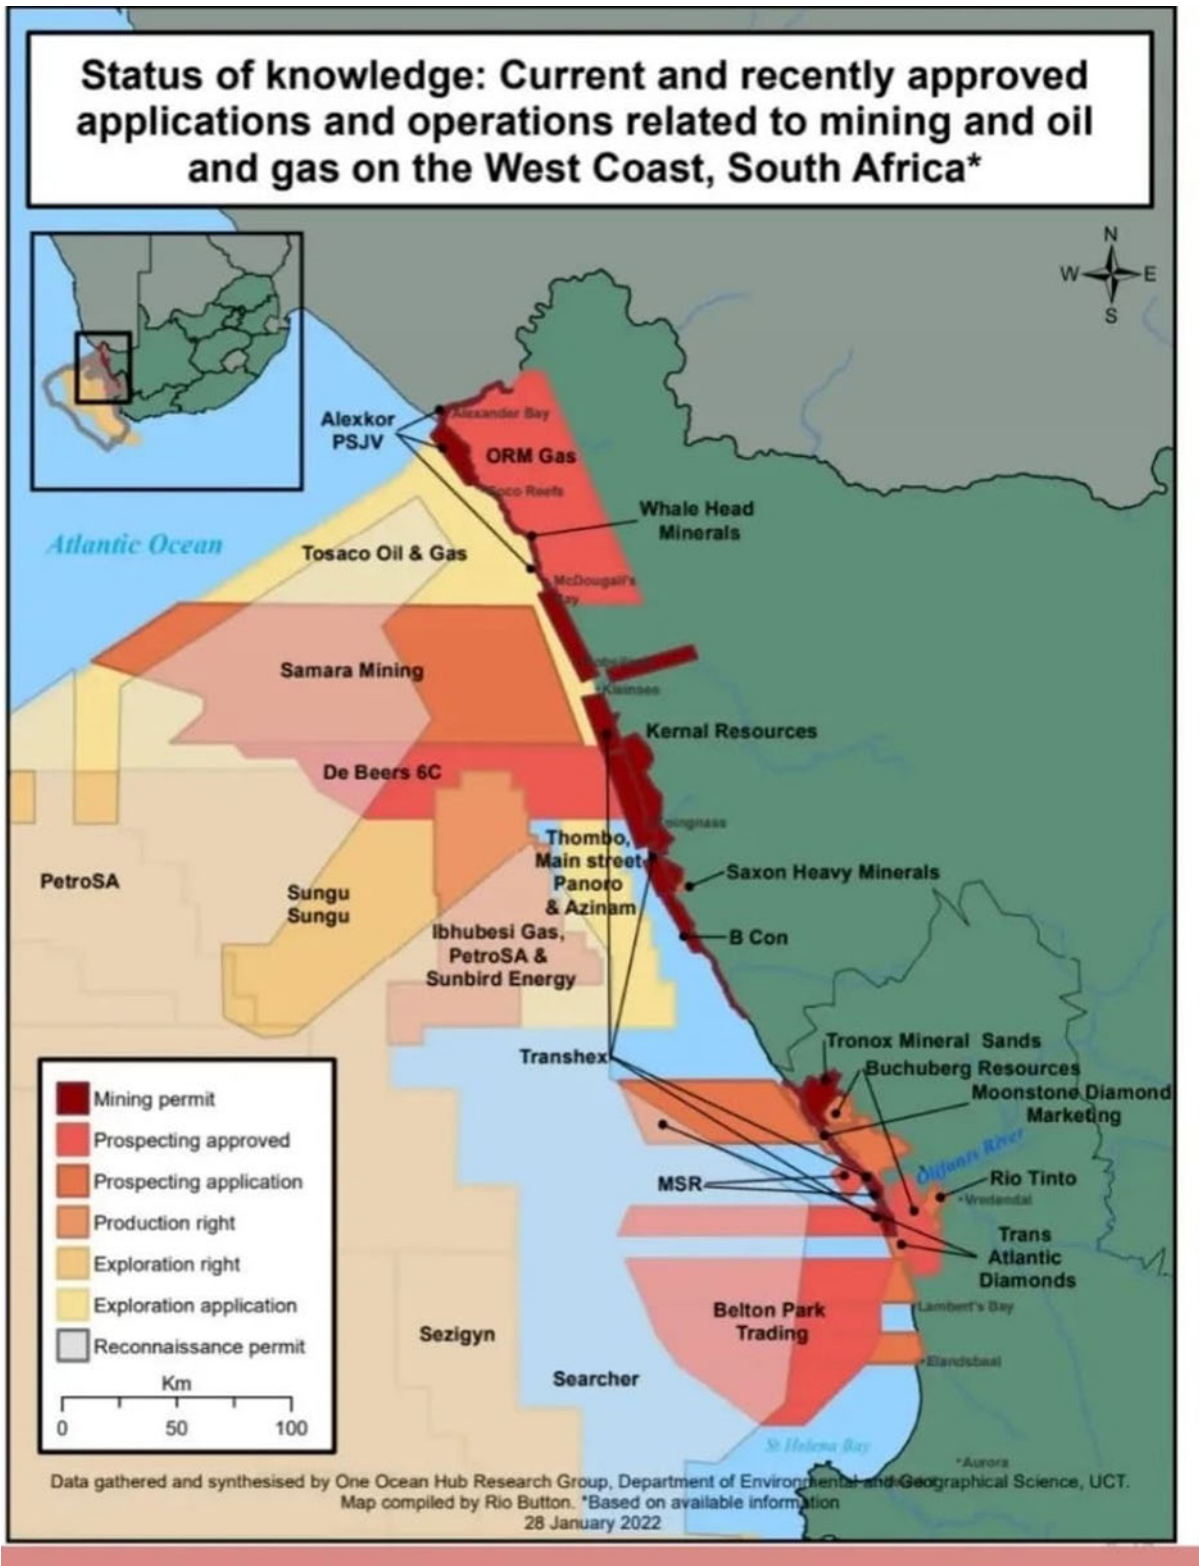 Status of knowledge: Current and recently approved
applications and operations related to mining and oil
and gas on the West Coast, South Africa*
N
W
E
S
Alexkor
PSJV
Alexander Bay
ORM Gas
Whale Head
Minerals
Atlantic Ocean
Tosaco Oil & Gas
McDougall's
Samara Mining
Kleinsee
Kernal Resources
De Beers 6C
Thombo,
Main street
Panoro
& Azinam
Saxon Heavy Minerals
PetroSA
Sungu
Sungu
Ibhubesi Gas,
PetroSA &
Sunbird Energy
B Con
Transhex
Tronox Mineral Sands
Buchuberg Resources
Moonstone Diamond
Marketing
Olifants River
MSR
Rio Tinto
Vredendal
Trans
Atlantic
Diamonds
Belton Park
Trading
Lambert's Bay
Sezigyn
Elandsbaai
Searcher
St Helena Bay
Aurora
Mining permit
Prospecting approved
Prospecting application
Production right
Exploration right
Exploration application
Reconnaissance permit
Km
0
50
100
Data gathered and synthesised by One Ocean Hub Research Group, Department of Environmental and Geographical Science, UCT.
Map compiled by Rio Button. *Based on available information
28 January 2022